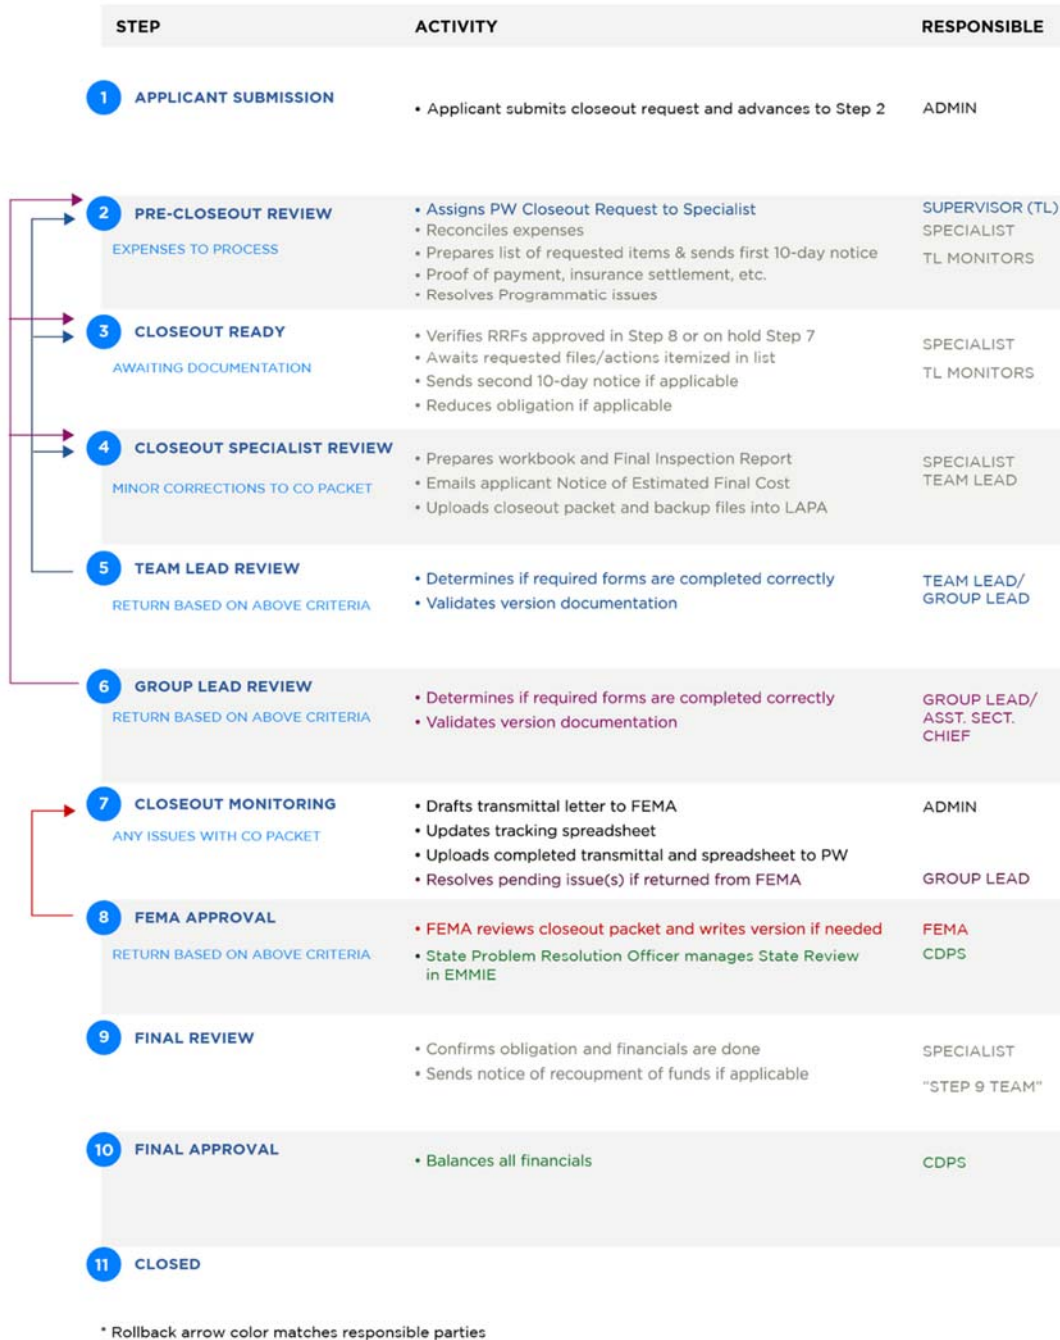 STEP ACTIVITY RESPONSIBLE
1 APPLICANT SUBMISSION
• Applicant submits closeout request and advances to Step 2
ADMIN
2 PRE-CLOSEOUT REVIEW
EXPENSES TO PROCESS
• Assigns PW Closeout Request to Specialist
• Reconciles expenses
• Prepares list of requested items & sends first 10-day notice
• Proof of payment, insurance settlement, etc.
• Resolves Programmatic issues
SUPERVISOR (TL)
SPECIALIST
TL MONITORS
3 CLOSEOUT READY
AWAITING DOCUMENTATION
• Verifies RRFs approved in Step 8 or on hold Step 7
• Awaits requested files/actions itemized in list
• Sends second 10-day notice if applicable
• Reduces obligation if applicable
SPECIALIST
TL MONITORS
4 CLOSEOUT SPECIALIST REVIEW
MINOR CORRECTIONS TO CO PACKET
• Prepares workbook and Final Inspection Report
• Emails applicant Notice of Estimated Final Cost
• Uploads closeout packet and backup files into LAPA
SPECIALIST
TEAM LEAD
5 TEAM LEAD REVIEW
RETURN BASED ON ABOVE CRITERIA
• Determines if required forms are completed correctly
• Validates version documentation
TEAM LEAD/
GROUP LEAD
6 GROUP LEAD REVIEW
RETURN BASED ON ABOVE CRITERIA
• Determines if required forms are completed correctly
• Validates version documentation
GROUP LEAD/
ASST. SECT.
CHIEF
7 CLOSEOUT MONITORING
ANY ISSUES WITH CO PACKET
• Drafts transmittal letter to FEMA
• Updates tracking spreadsheet
• Uploads completed transmittal and spreadsheet to PW
• Resolves pending issue(s) if returned from FEMA
ADMIN
GROUP LEAD
8 FEMA APPROVAL
RETURN BASED ON ABOVE CRITERIA
• FEMA reviews closeout packet and writes version if needed
• State Problem Resolution Officer manages State Review
in EMMIE
FEMA
CDPS
9 FINAL REVIEW
• Confirms obligation and financials are done
• Sends notice of recoupment of funds if applicable
SPECIALIST
"STEP 9 TEAM"
10 FINAL APPROVAL
• Balances all financials
CDPS
11 CLOSED
* Rollback arrow color matches responsible parties